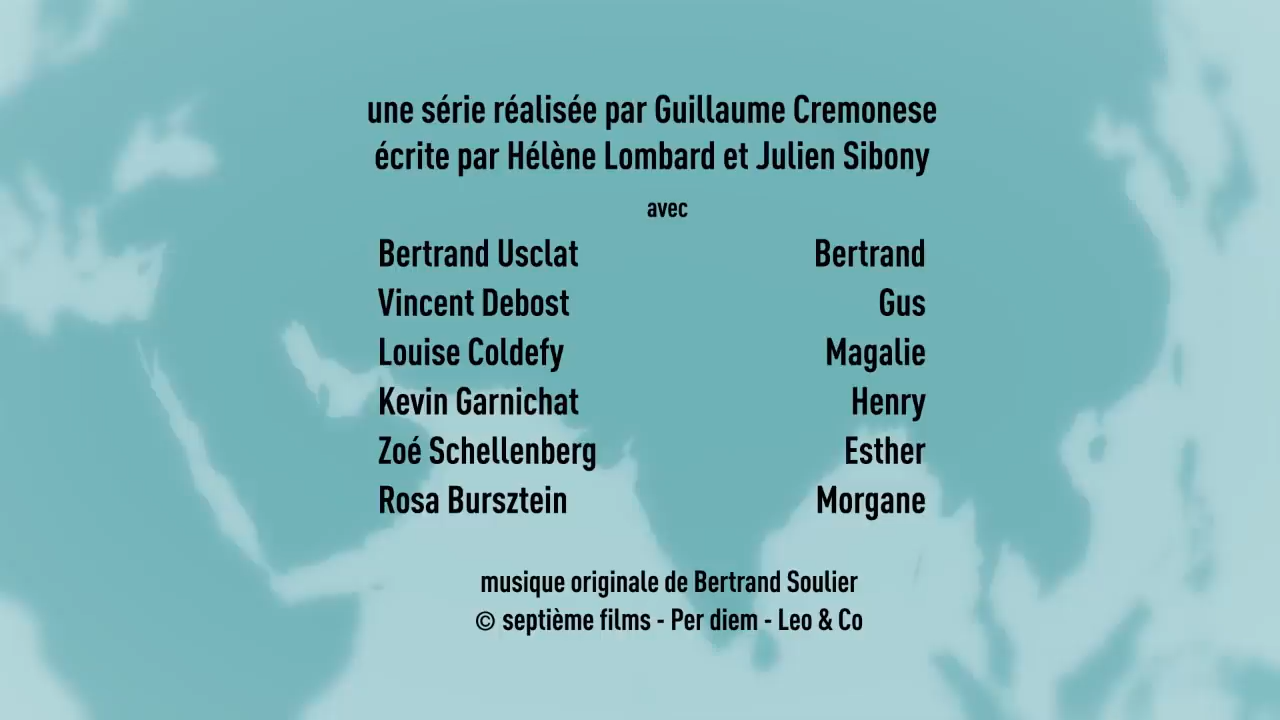 une série réalisée par Guillaume Cremonese
écrite par Hélène Lombard et Julien Sibony
avec
Bertrand Usclat Bertrand
Vincent Debost Gus
Louise Coldefy Magalie
Kevin Garnichat Henry
Zoé Schellenberg Esther
Rosa Bursztein Morgane
musique originale de Bertrand Soulier
© septième films - Per diem - Leo & Co